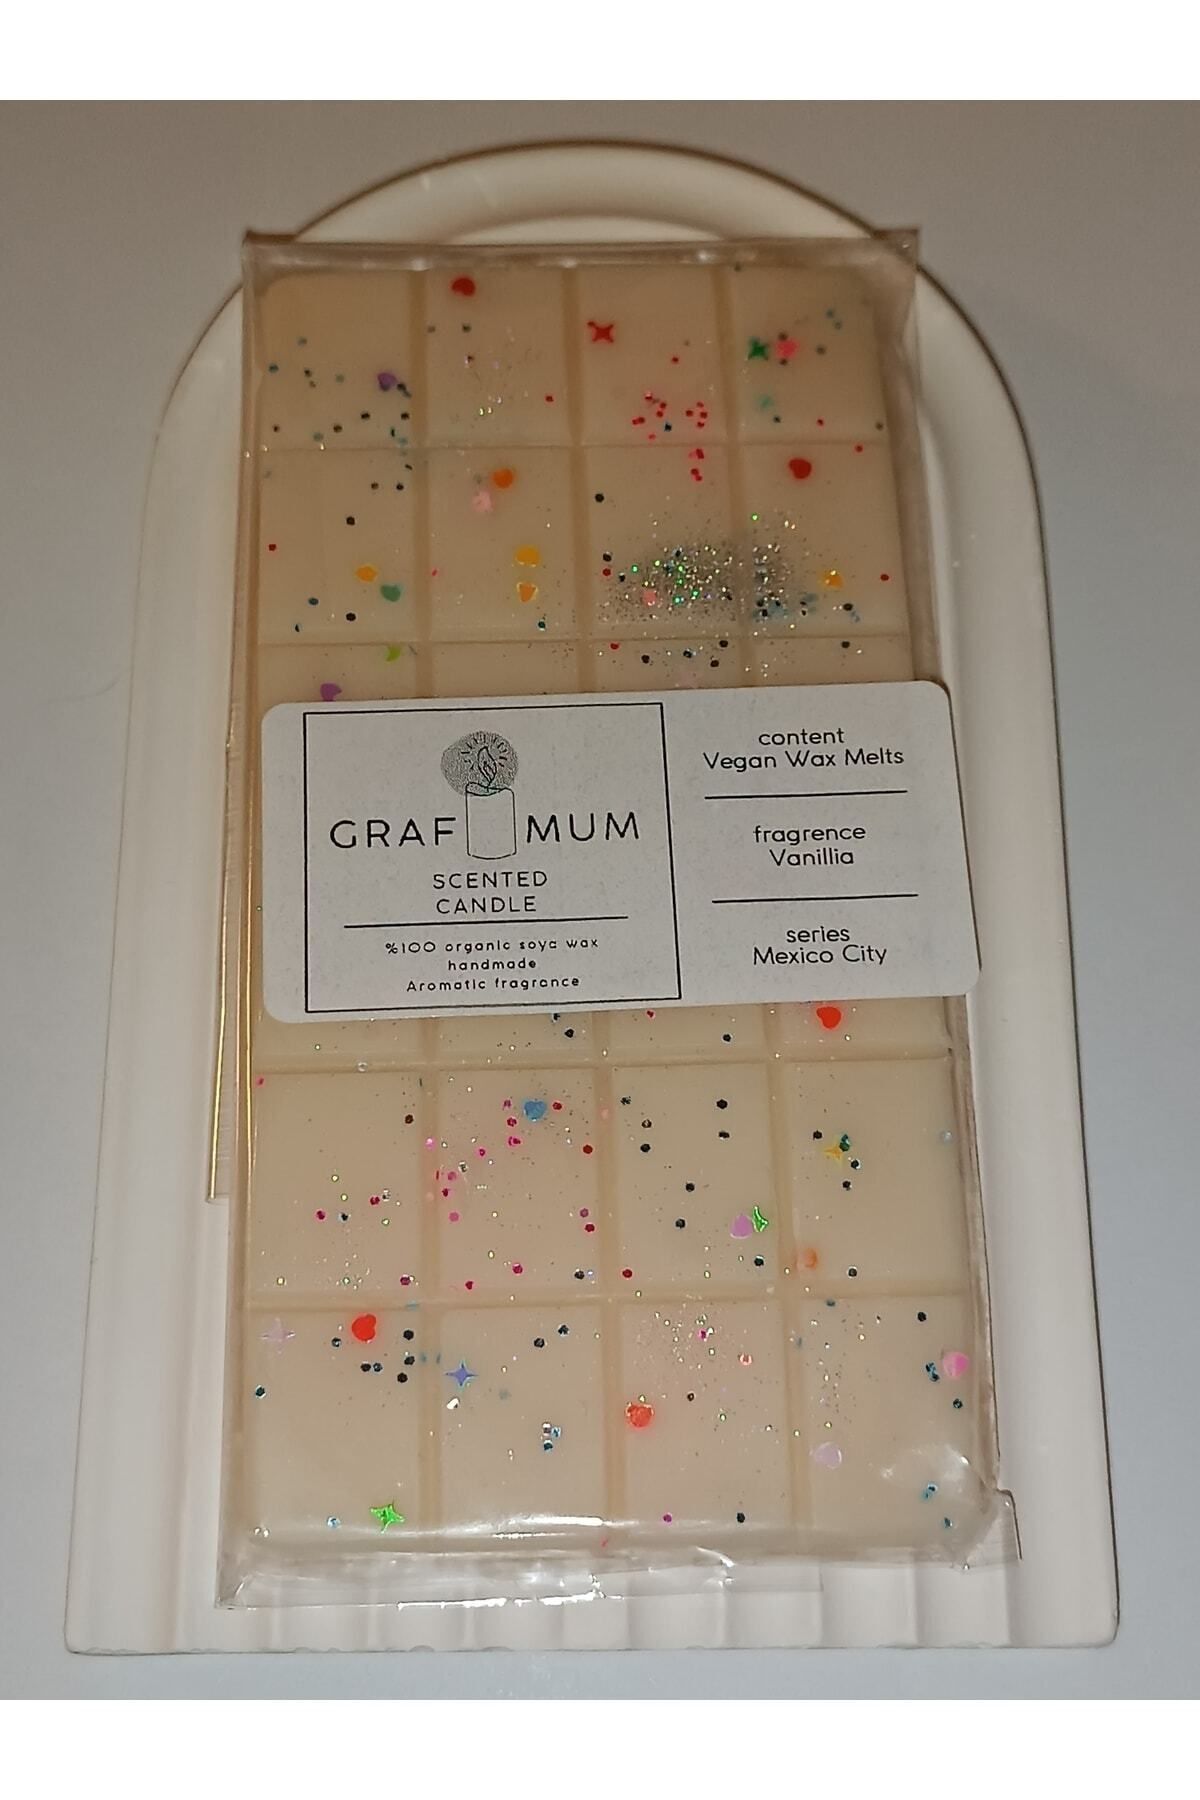 GRAF MUM
SCENTED
CANDLE
%100 organic soya wax
handmade
Aromatic fragrance
content
Vegan Wax Melts
fragrence
Vanillia
series
Mexico City